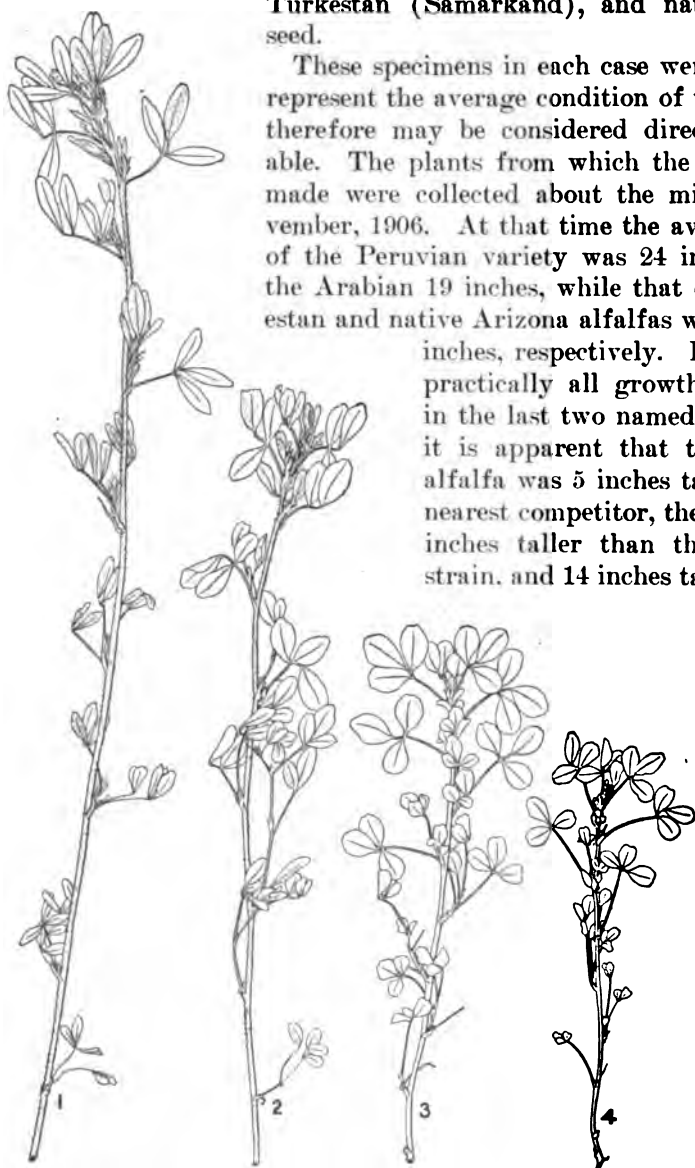 Turkestan (Samarkand), and nat
seed.
These specimens in each case wer
represent the average condition of
therefore may be considered direc
able. The plants from which the
made were collected about the mi
vember, 1906. At that time the av
of the Peruvian variety was 24 in
the Arabian 19 inches, while that
estan and native Arizona alfalfas w
inches, respectively.
practically all growth
in the last two named
it is apparent that t
alfalfa was 5 inches ta
nearest competitor, the
inches taller than th
strain, and 14 inches ta
1 2 3 4